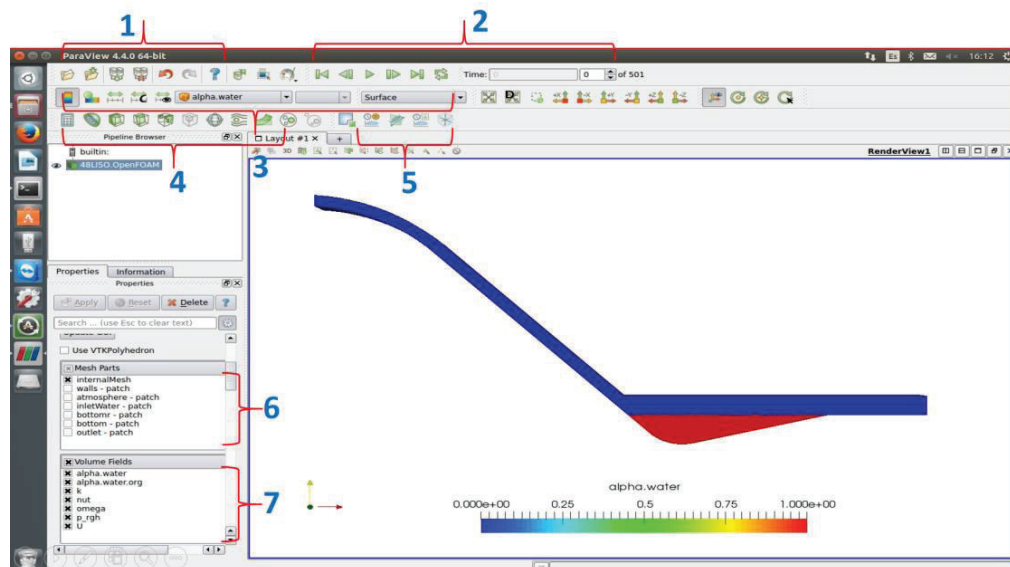 1
2
ParaView 4.4.0 64-bit
Es
16:12
Time:
0
of 501
alpha.water
Surface
Pipeline Browser
Layout #1
3D
builtin:
48LISO.OpenFOAM
RenderView1
4
3
5
Properties
Information
Properties
Apply
Reset
Delete
?
Search ... (use Esc to clear text)
Use VTKPolyhedron
Mesh Parts
internalMesh
walls - patch
atmosphere - patch
inletWater - patch
bottomr - patch
bottom - patch
outlet - patch
6
Volume Fields
alpha.water
alpha.water.org
k
nut
omega
p_rgh
U
7
alpha.water
0.000e+00
0.25
0.5
0.75
1.000e+00